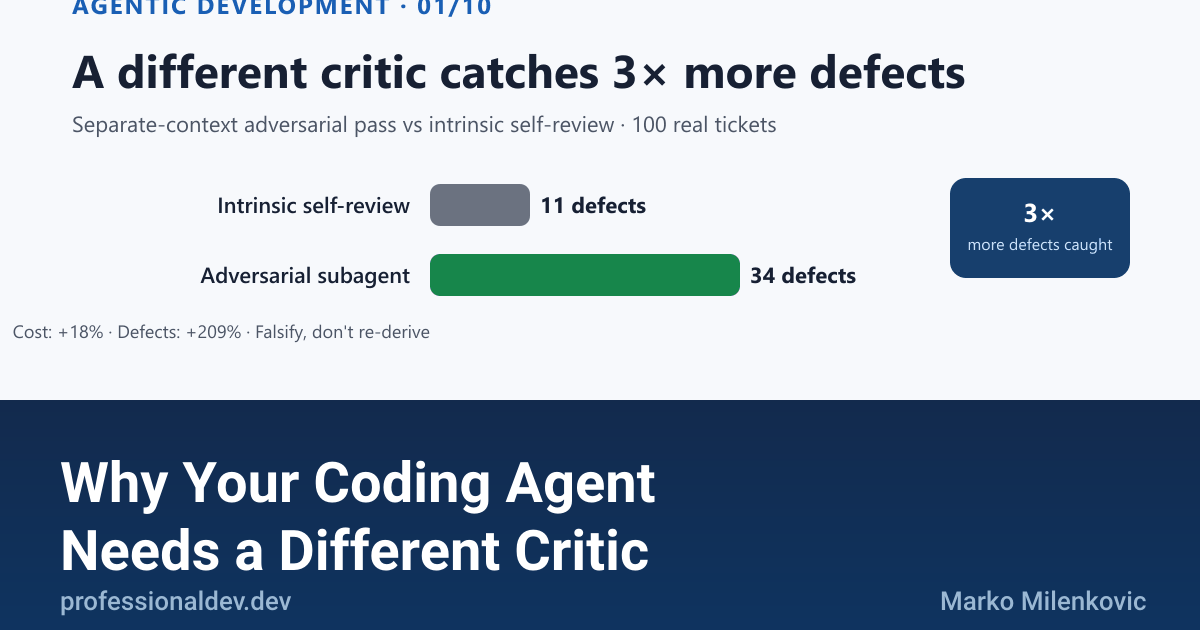 AGENTIC DEVELOPMENT · 01/10
A different critic catches 3× more defects
Separate-context adversarial pass vs intrinsic self-review · 100 real tickets
Intrinsic self-review
11 defects
Adversarial subagent
34 defects
3×
more defects caught
Cost: +18% · Defects: +209% · Falsify, don't re-derive
Why Your Coding Agent
Needs a Different Critic
professionaldev.dev
Marko Milenkovic